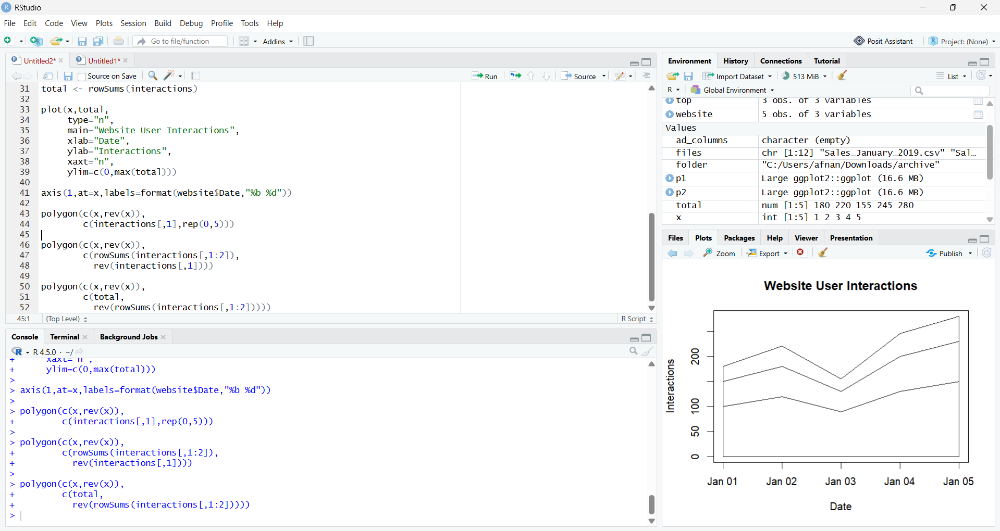 RStudio
File Edit Code View Plots Session Build Debug Profile Tools Help
Go to file/function Addins Posit Assistant Project: (None)
Untitled2* Untitled1*
Source on Save Run Source
31 total <- rowSums(interactions)
32
33 plot(x,total,
34 type="n",
35 main="Website User Interactions",
36 xlab="Date",
37 ylab="Interactions",
38 xaxt="n",
39 ylim=c(0,max(total)))
40
41 axis(1,at=x,labels=format(website$Date,"%b %d"))
42
43 polygon(c(x,rev(x)),
44 c(interactions[,1],rep(0,5)))
45
46 polygon(c(x,rev(x)),
47 c(rowSums(interactions[,1:2]),
48 rev(interactions[,1])))
49
50 polygon(c(x,rev(x)),
51 c(total,
52 rev(rowSums(interactions[,1:2]))))
45:1 (Top Level) R Script
Console Terminal Background Jobs
R 4.5.0 · ~/
+ xaxt="n",
+ ylim=c(0,max(total)))
>
> axis(1,at=x,labels=format(website$Date,"%b %d"))
>
> polygon(c(x,rev(x)),
+ c(interactions[,1],rep(0,5)))
>
> polygon(c(x,rev(x)),
+ c(rowSums(interactions[,1:2]),
+ rev(interactions[,1])))
>
> polygon(c(x,rev(x)),
+ c(total,
+ rev(rowSums(interactions[,1:2]))))
>
Environment History Connections Tutorial
Import Dataset 513 MiB List
R Global Environment
top 3 obs. of 3 variables
website 5 obs. of 3 variables
Values
ad_columns character (empty)
files chr [1:12] "Sales_January_2019.csv" "Sal…
folder "C:/Users/afnan/Downloads/archive"
p1 Large ggplot2::ggplot (16.6 MB)
p2 Large ggplot2::ggplot (16.6 MB)
total num [1:5] 180 220 155 245 280
x int [1:5] 1 2 3 4 5
Files Plots Packages Help Viewer Presentation
Zoom Export Publish
Website User Interactions
Interactions
200
100
50
0
Jan 01 Jan 02 Jan 03 Jan 04 Jan 05
Date